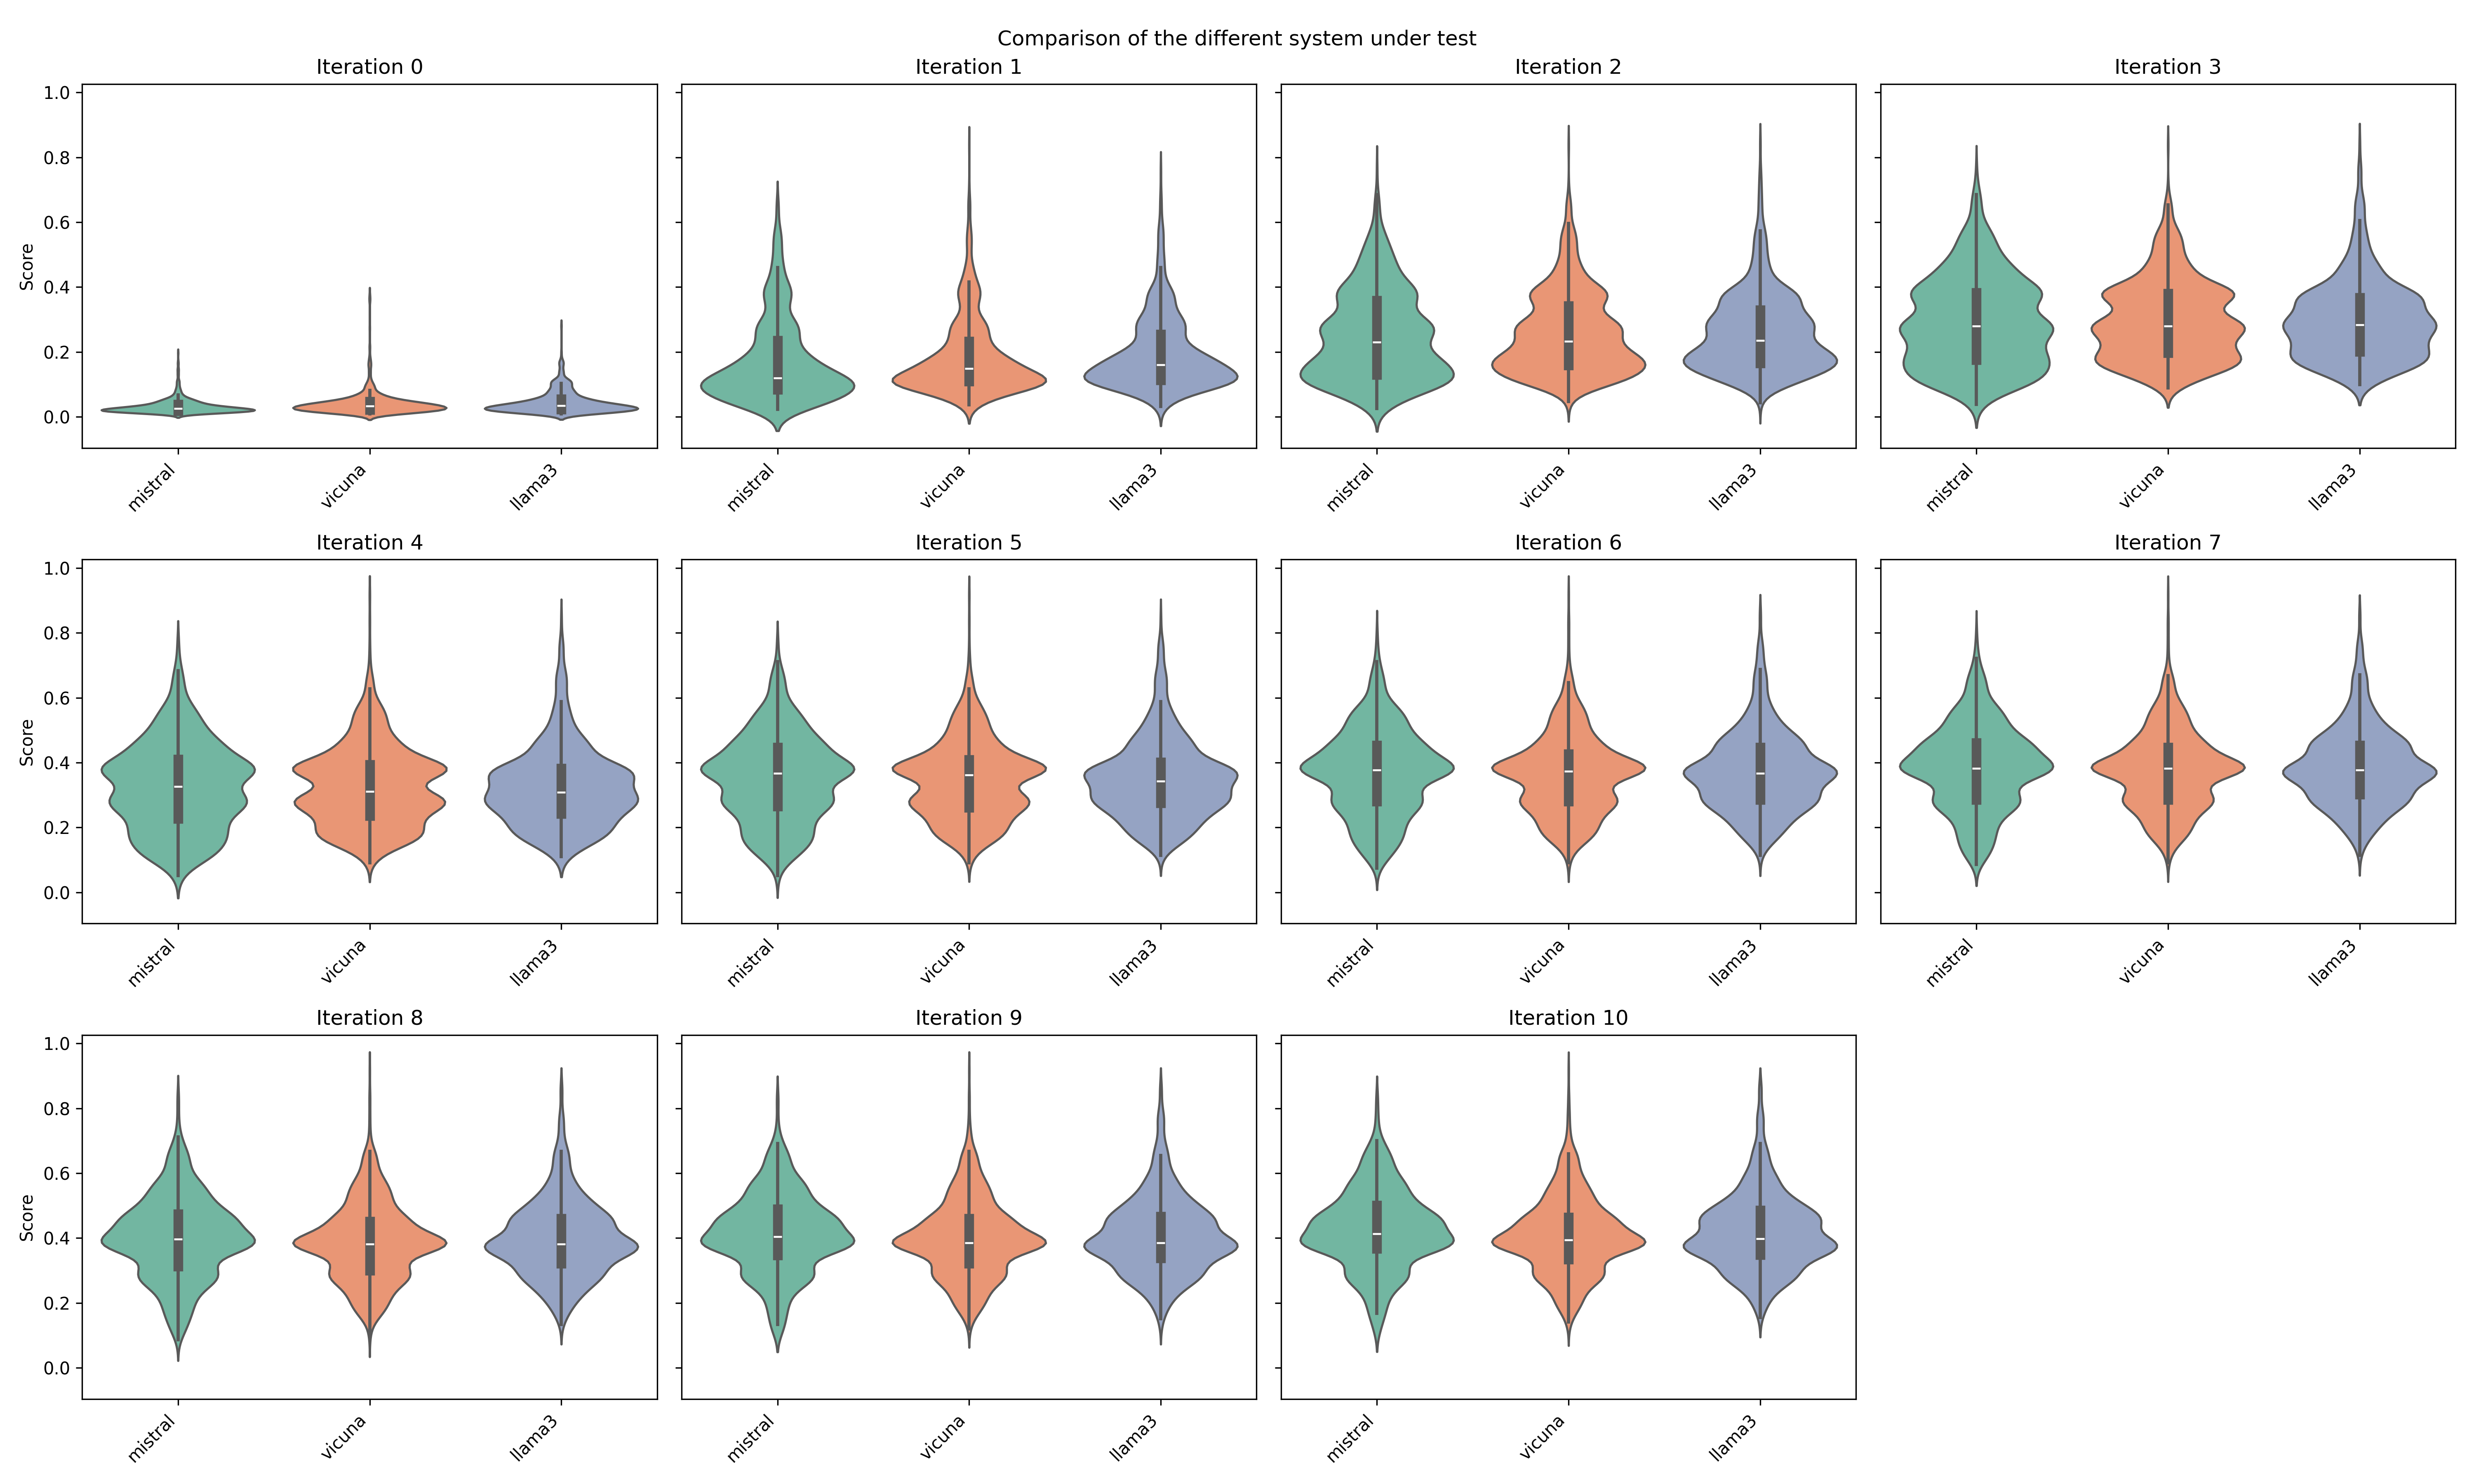 Comparison of the different system under test
Iteration 0
Iteration 1
Iteration 2
Iteration 3
1.0
0.8
0.6
0.4
0.2
0.0
Score
mistral
vicuna
llama3
mistral
vicuna
llama3
mistral
vicuna
llama3
mistral
vicuna
llama3
Iteration 4
Iteration 5
Iteration 6
Iteration 7
1.0
0.8
0.6
0.4
0.2
0.0
Score
mistral
vicuna
llama3
mistral
vicuna
llama3
mistral
vicuna
llama3
mistral
vicuna
llama3
Iteration 8
Iteration 9
Iteration 10
1.0
0.8
0.6
0.4
0.2
0.0
Score
mistral
vicuna
llama3
mistral
vicuna
llama3
mistral
vicuna
llama3